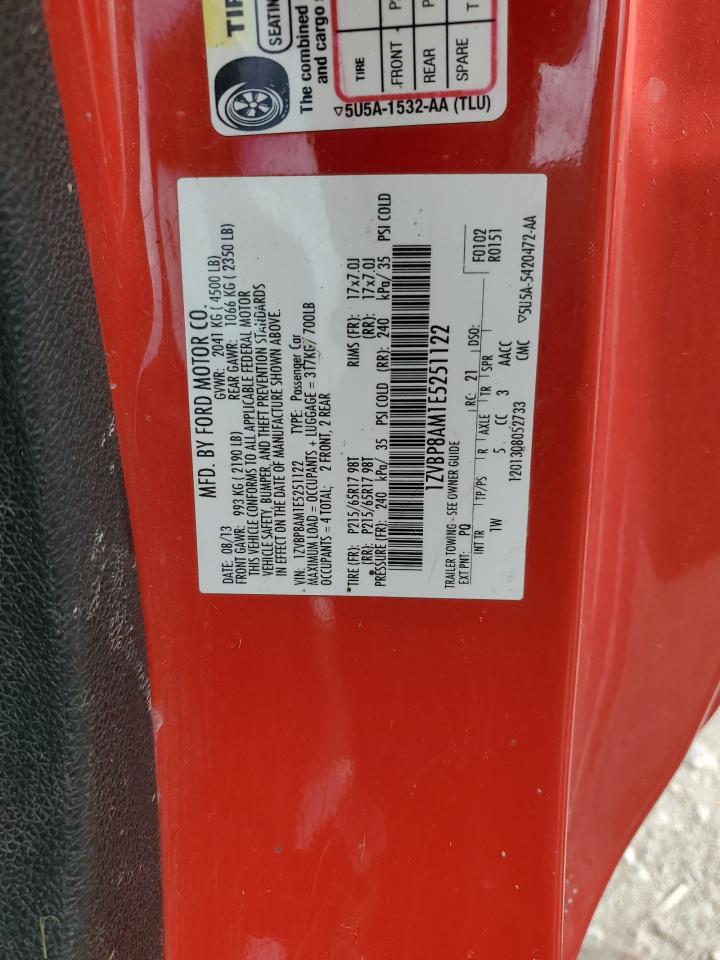 TIR
SEATIN
The combined
and cargo s
TIRE
FRONT P2
REAR P
SPARE T
▽5U5A-1532-AA (TLU)
MFD. BY FORD MOTOR CO.
DATE: 08/13 GVWR: 2041 KG ( 4500 LB)
FRONT GAWR: 993 KG ( 2190 LB) REAR GAWR: 1066 KG ( 2350 LB)
THIS VEHICLE CONFORMS TO ALL APPLICABLE FEDERAL MOTOR
VEHICLE SAFETY, BUMPER, AND THEFT PREVENTION STANDARDS
IN EFFECT ON THE DATE OF MANUFACTURE SHOWN ABOVE.
VIN: 1ZVBP8AM1E5251122 TYPE: Passenger Car
MAXIMUM LOAD = OCCUPANTS + LUGGAGE = 317KG/ 700LB
OCCUPANTS = 4 TOTAL; 2 FRONT, 2 REAR
TIRE (FR): P215/65R17 98T RIMS (FR): 17x7.0J
(RR): P215/65R17 98T (RR): 17x7.0J
PRESSURE (FR): 240 kPa/ 35 PSI COLD (RR): 240 kPa/ 35 PSI COLD
1ZVBP8AM1E5251122
TRAILER TOWING - SEE OWNER GUIDE
EXT PNT: PQ RC: 21 DSO: F0102
INT TR TP/PS R AXLE TR SPR R0151
1W 5 CC 3 AACC
CMC
1201308052733 ▽5U5A-5420472-AA